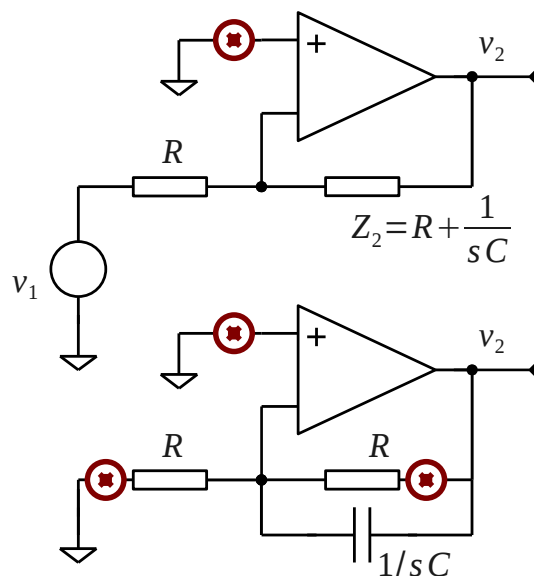 +
v₂
R
Z₂=R+1/sC
v₁
+
v₂
R
R
1/sC